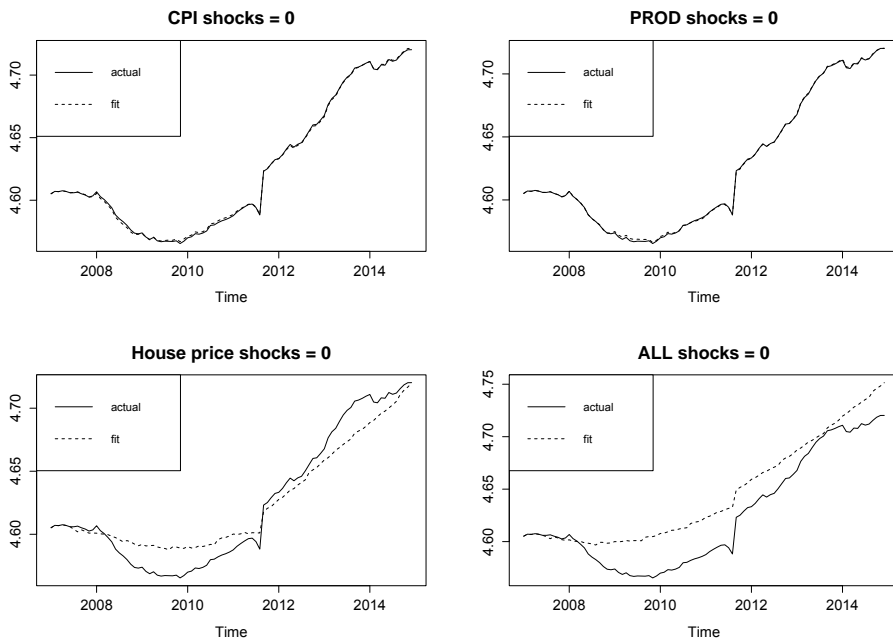 CPI shocks = 0
actual
fit
4.70
4.65
4.60
2008 2010 2012 2014
Time
PROD shocks = 0
actual
fit
4.70
4.65
4.60
2008 2010 2012 2014
Time
House price shocks = 0
actual
fit
4.70
4.65
4.60
2008 2010 2012 2014
Time
ALL shocks = 0
actual
fit
4.75
4.70
4.65
4.60
2008 2010 2012 2014
Time